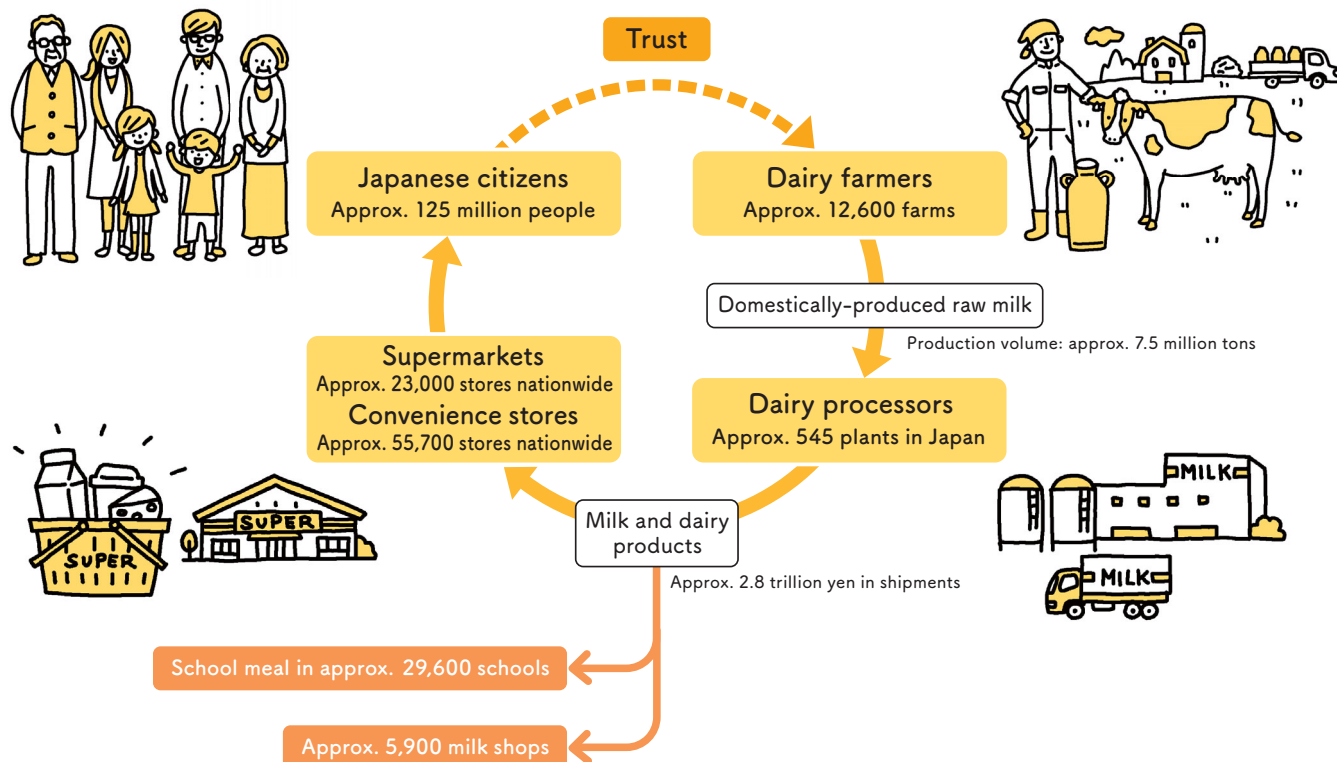 Trust
Japanese citizens
Approx. 125 million people
Dairy farmers
Approx. 12,600 farms
Domestically-produced raw milk
Production volume: approx. 7.5 million tons
Supermarkets
Approx. 23,000 stores nationwide
Convenience stores
Approx. 55,700 stores nationwide
Dairy processors
Approx. 545 plants in Japan
SUPER
SUPER
MILK
MILK
Milk and dairy
products
Approx. 2.8 trillion yen in shipments
School meal in approx. 29,600 schools
Approx. 5,900 milk shops